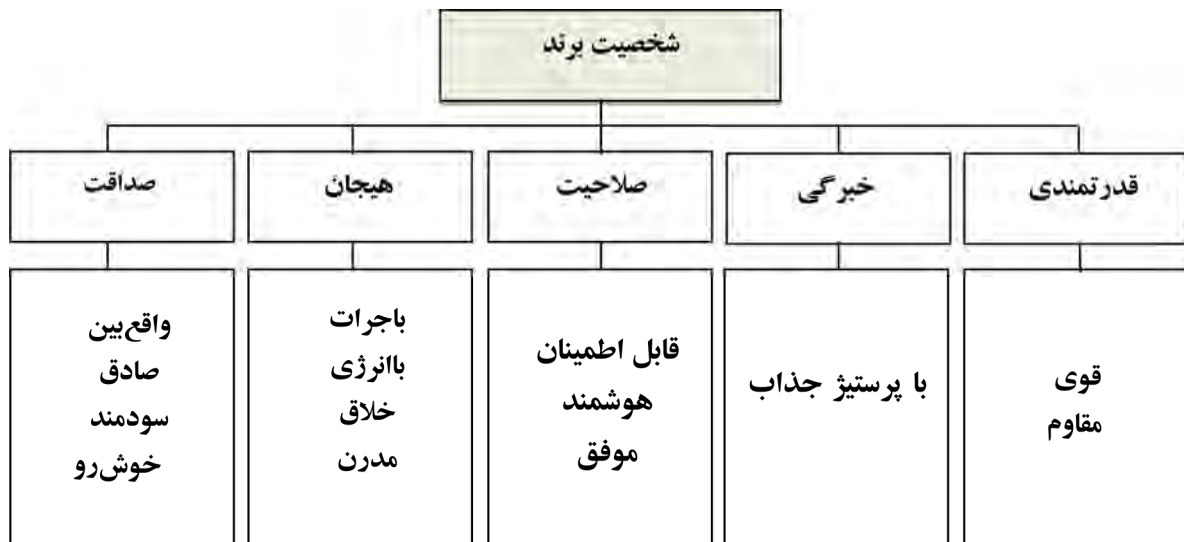 شخصیت برند
قدرتمندی
خبرگی
صلاحیت
هیجان
صداقت
قوی
مقاوم
با پرستیژ جذاب
قابل اطمینان
هوشمند
موفق
باجرات
باانرژی
خلاق
مدرن
واقع‌بین
صادق
سودمند
خوش‌رو